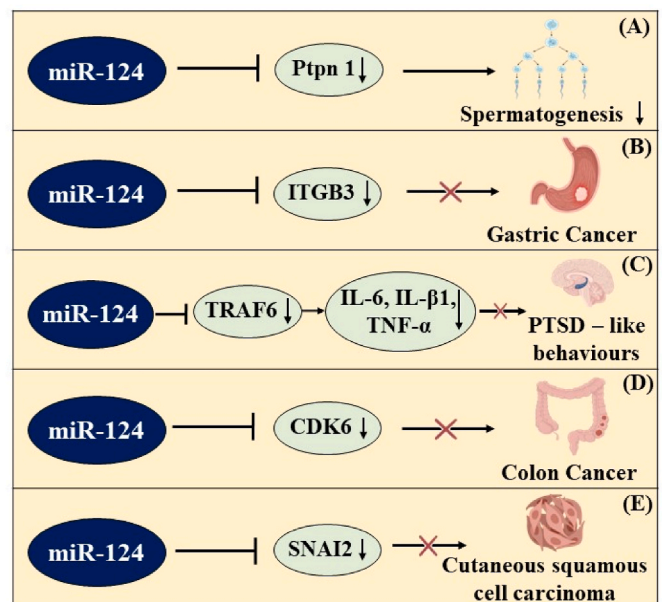 (A)
miR-124
Ptpn 1↓
Spermatogenesis ↓
(B)
miR-124
ITGB3 ↓
Gastric Cancer
(C)
miR-124
TRAF6↓
IL-6, IL-β1,
TNF-α ↓
PTSD – like
behaviours
(D)
miR-124
CDK6 ↓
Colon Cancer
(E)
miR-124
SNAI2↓
Cutaneous squamous
cell carcinoma